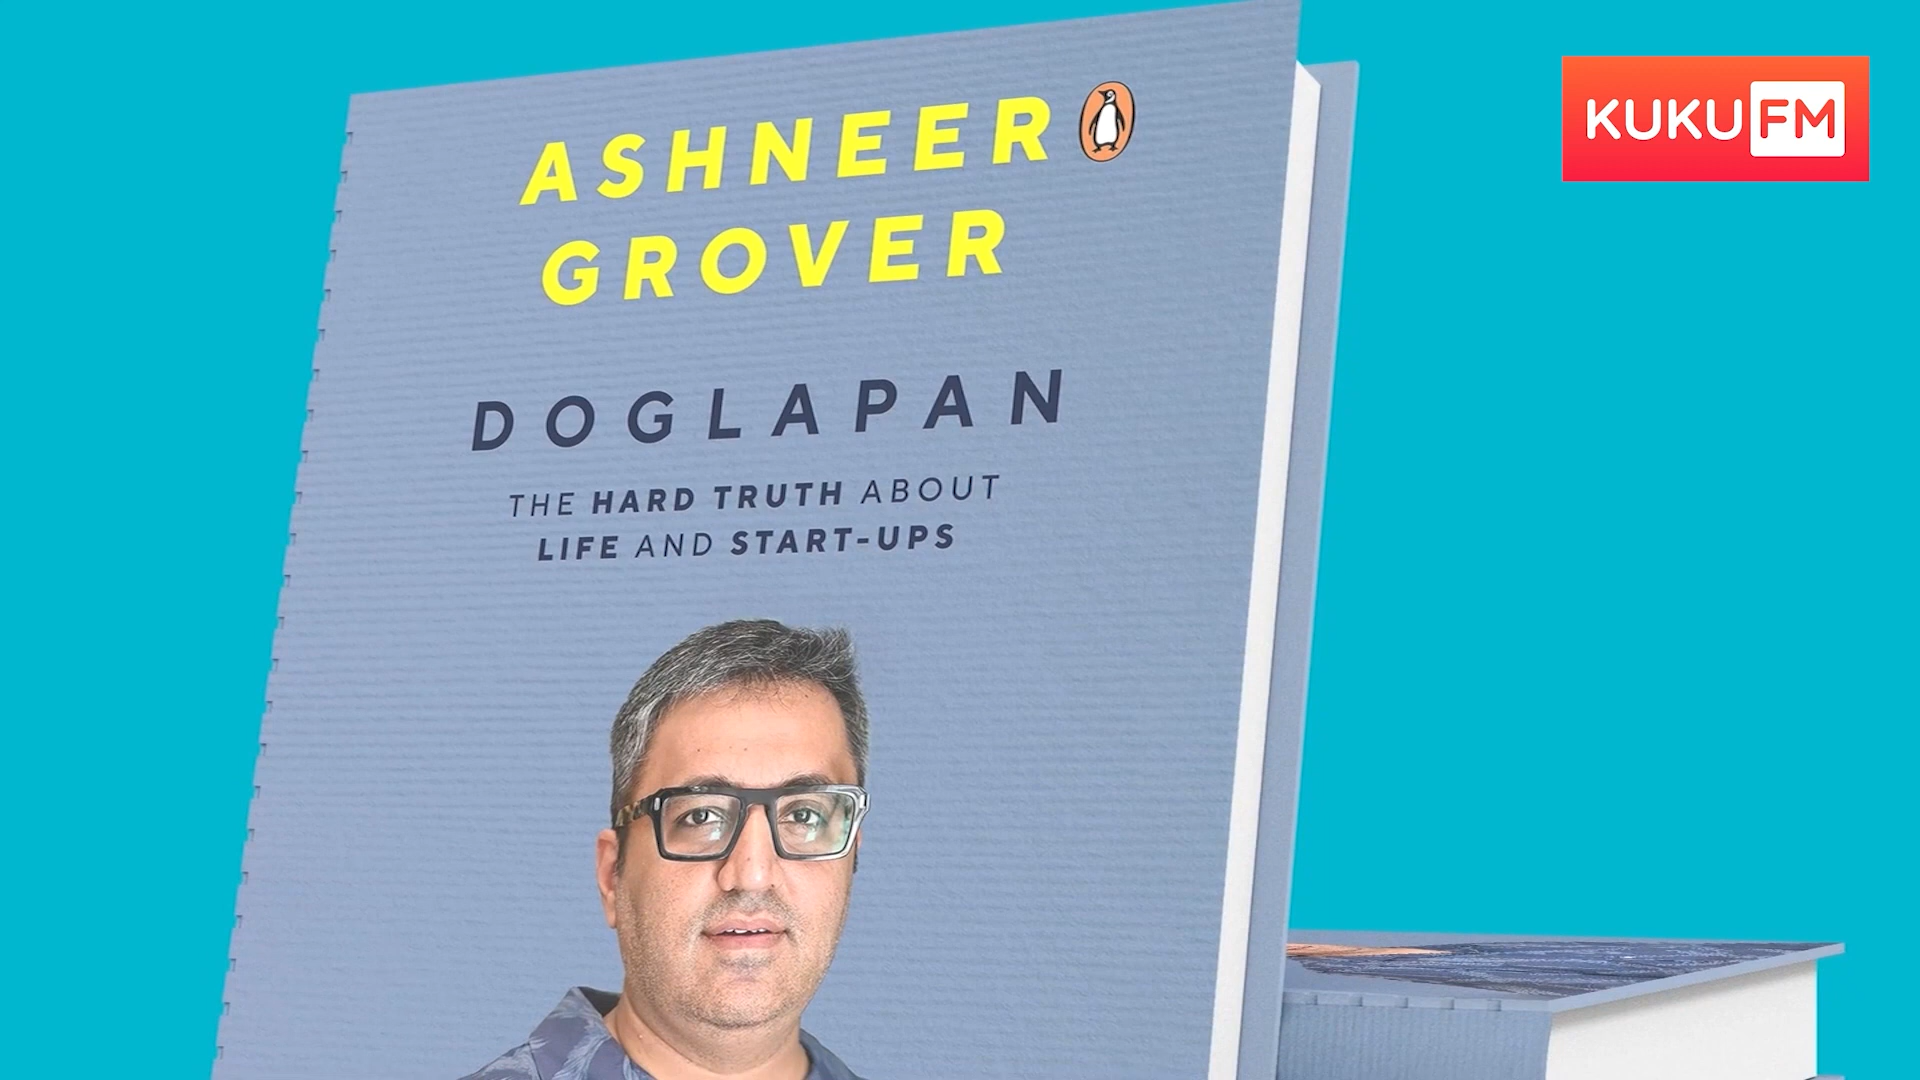 ASHNEER
GROVER
DOGLAPAN
THE HARD TRUTH ABOUT
LIFE AND START-UPS
KUKU FM